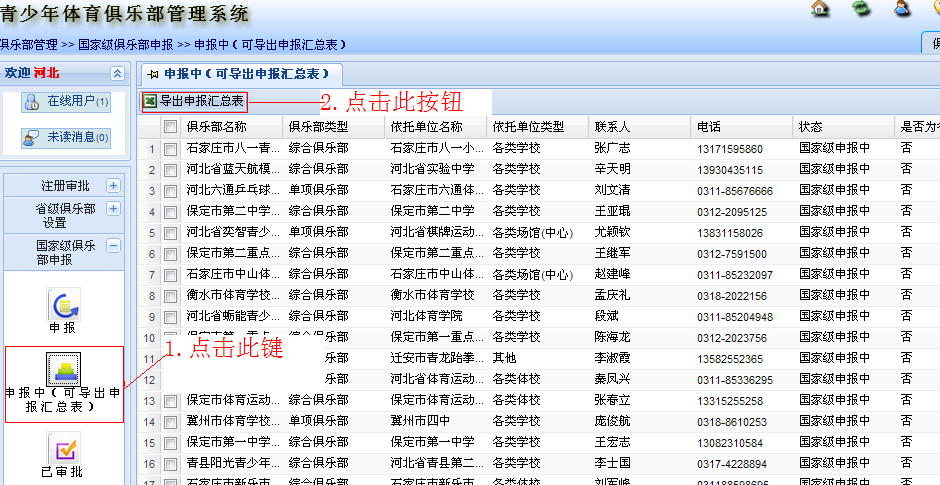 青少年体育俱乐部管理系统
俱乐部管理 >> 国家级俱乐部申报 >> 申报中（可导出申报汇总表）
欢迎 河北
在线用户(1)
未读消息(0)
注册审批
省级俱乐部
设置
国家级俱乐
部申报
申 报
申报中（可导出申
报汇总表）
已审批
申报中（可导出申报汇总表）
导出申报汇总表
2.点击此按钮
1.点击此键
俱乐部名称 俱乐部类型 依托单位名称 依托单位类型 联系人 电话 状态
1 石家庄市八一青... 综合俱乐部 石家庄市八一小... 各类学校 张广志 13171595860 国家级申报中 否
2 河北省蓝天航模... 综合俱乐部 河北省实验中学 各类学校 辛天明 13930435115 国家级申报中 否
3 河北六通乒乓球... 单项俱乐部 石家庄市六通体... 各类学校 刘文清 0311-85676666 国家级申报中 否
4 保定市第二中学... 综合俱乐部 保定市第二中学 各类学校 王亚琨 0312-2095125 国家级申报中 否
5 河北省奕智青少... 单项俱乐部 河北省棋牌运动... 各类场馆(中心) 尤颖钦 13831158026 国家级申报中 否
6 保定市第二重点... 综合俱乐部 保定市第二重点... 各类学校 王继军 0312-7591500 国家级申报中 否
7 石家庄市中山体... 综合俱乐部 石家庄市中山体... 各类场馆(中心) 赵建峰 0311-85232097 国家级申报中 否
8 衡水市体育学校... 综合俱乐部 衡水市体育学校 各类学校 孟庆礼 0318-2022156 国家级申报中 否
9 河北省蛎能青少... 综合俱乐部 河北体育学院 各类学校 段斌 0311-85204948 国家级申报中 否
10 保定市第一重点... 综合俱乐部 保定市第一重点... 各类学校 陈海龙 0312-2023756 国家级申报中 否
11 乐部 迁安市青龙跆拳... 其他 李淑霞 13582552365 国家级申报中 否
12 乐部 河北省体育运动... 各类体校 秦凤兴 0311-85336295 国家级申报中 否
13 保定市体育运动... 综合俱乐部 保定市体育运动... 各类体校 张春立 13315255258 国家级申报中 否
14 冀州市体育学校... 单项俱乐部 冀州市四中 各类学校 庞俊航 0318-8610253 国家级申报中 否
15 保定市第一中学... 综合俱乐部 保定市第一中学 各类学校 王宏志 13082310584 国家级申报中 否
16 青县阳光青少年... 综合俱乐部 河北省青县第二... 各类学校 李士国 0317-4228894 国家级申报中 否